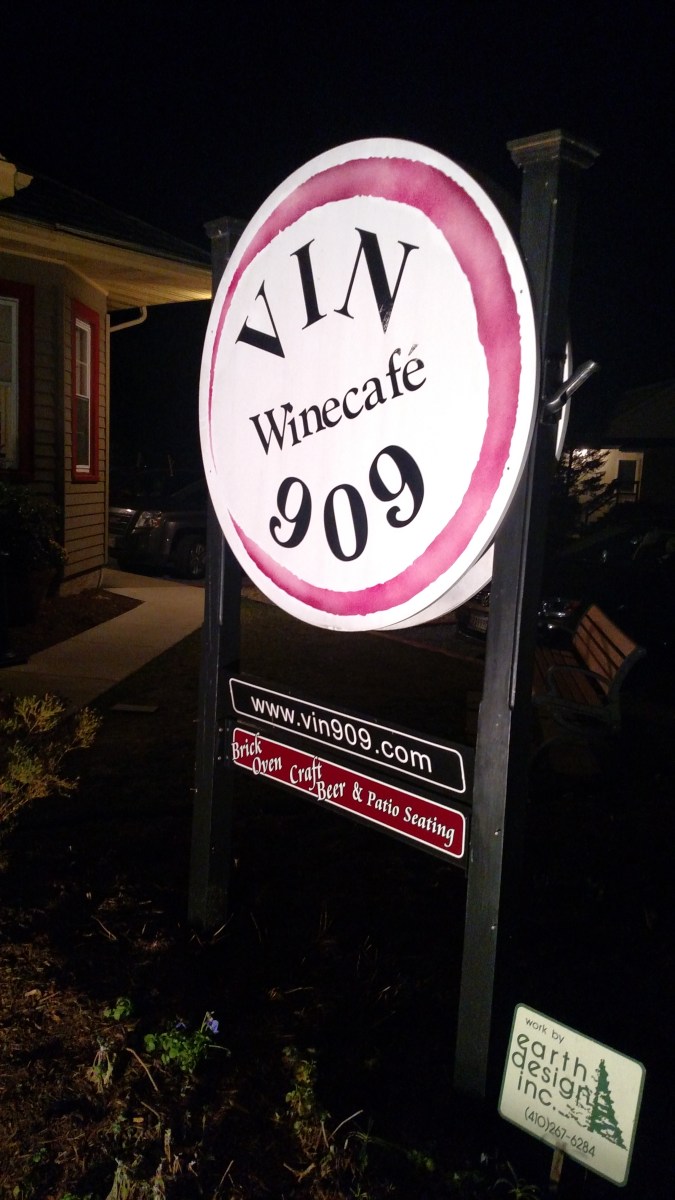 VIN
Winecafé
909
www.vin909.com
Brick Oven Craft Beer & Patio Seating
work by
earth
design
inc.
(410)267-6284